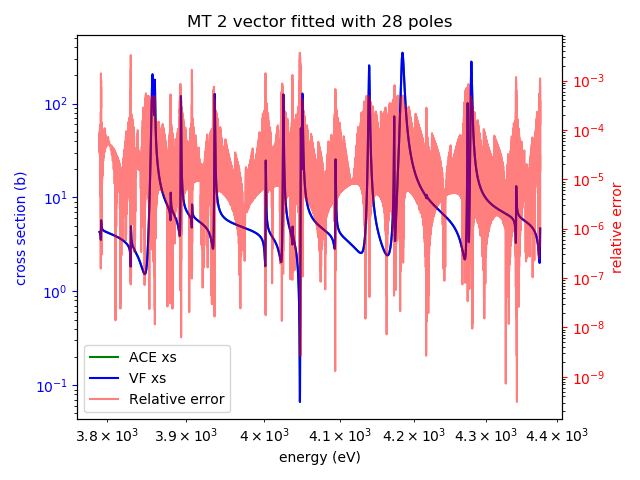 MT 2 vector fitted with 28 poles
cross section (b)
10²
10¹
10⁰
10⁻¹
10⁻³
10⁻⁴
10⁻⁵
10⁻⁶
10⁻⁷
10⁻⁸
10⁻⁹
relative error
ACE xs
VF xs
Relative error
3.8 × 10³ 3.9 × 10³ 4 × 10³ 4.1 × 10³ 4.2 × 10³ 4.3 × 10³ 4.4 × 10³
energy (eV)